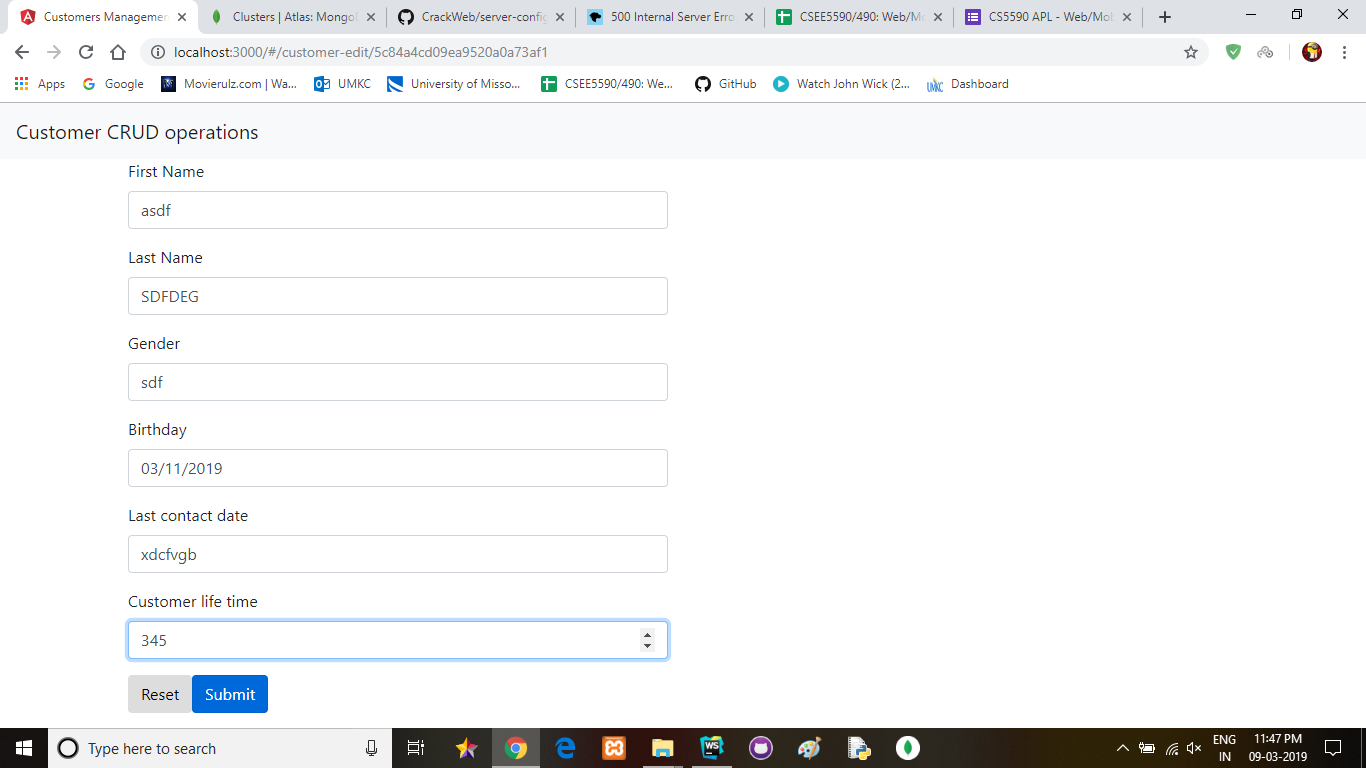 Customers Managemen
Clusters | Atlas: Mongo
CrackWeb/server-config
500 Internal Server Erro
CSEE5590/490: Web/Mo
CS5590 APL - Web/Mob
localhost:3000/#/customer-edit/5c84a4cd09ea9520a0a73af1
Apps
Google
Movierulz.com | Wa...
UMKC
University of Misso...
CSEE5590/490: We...
GitHub
Watch John Wick (2...
UMKC
Dashboard
Customer CRUD operations
First Name
asdf
Last Name
SDFDEG
Gender
sdf
Birthday
03/11/2019
Last contact date
xdcfvgb
Customer life time
345
Reset
Submit
Type here to search
WS
ENG
IN
11:47 PM
09-03-2019